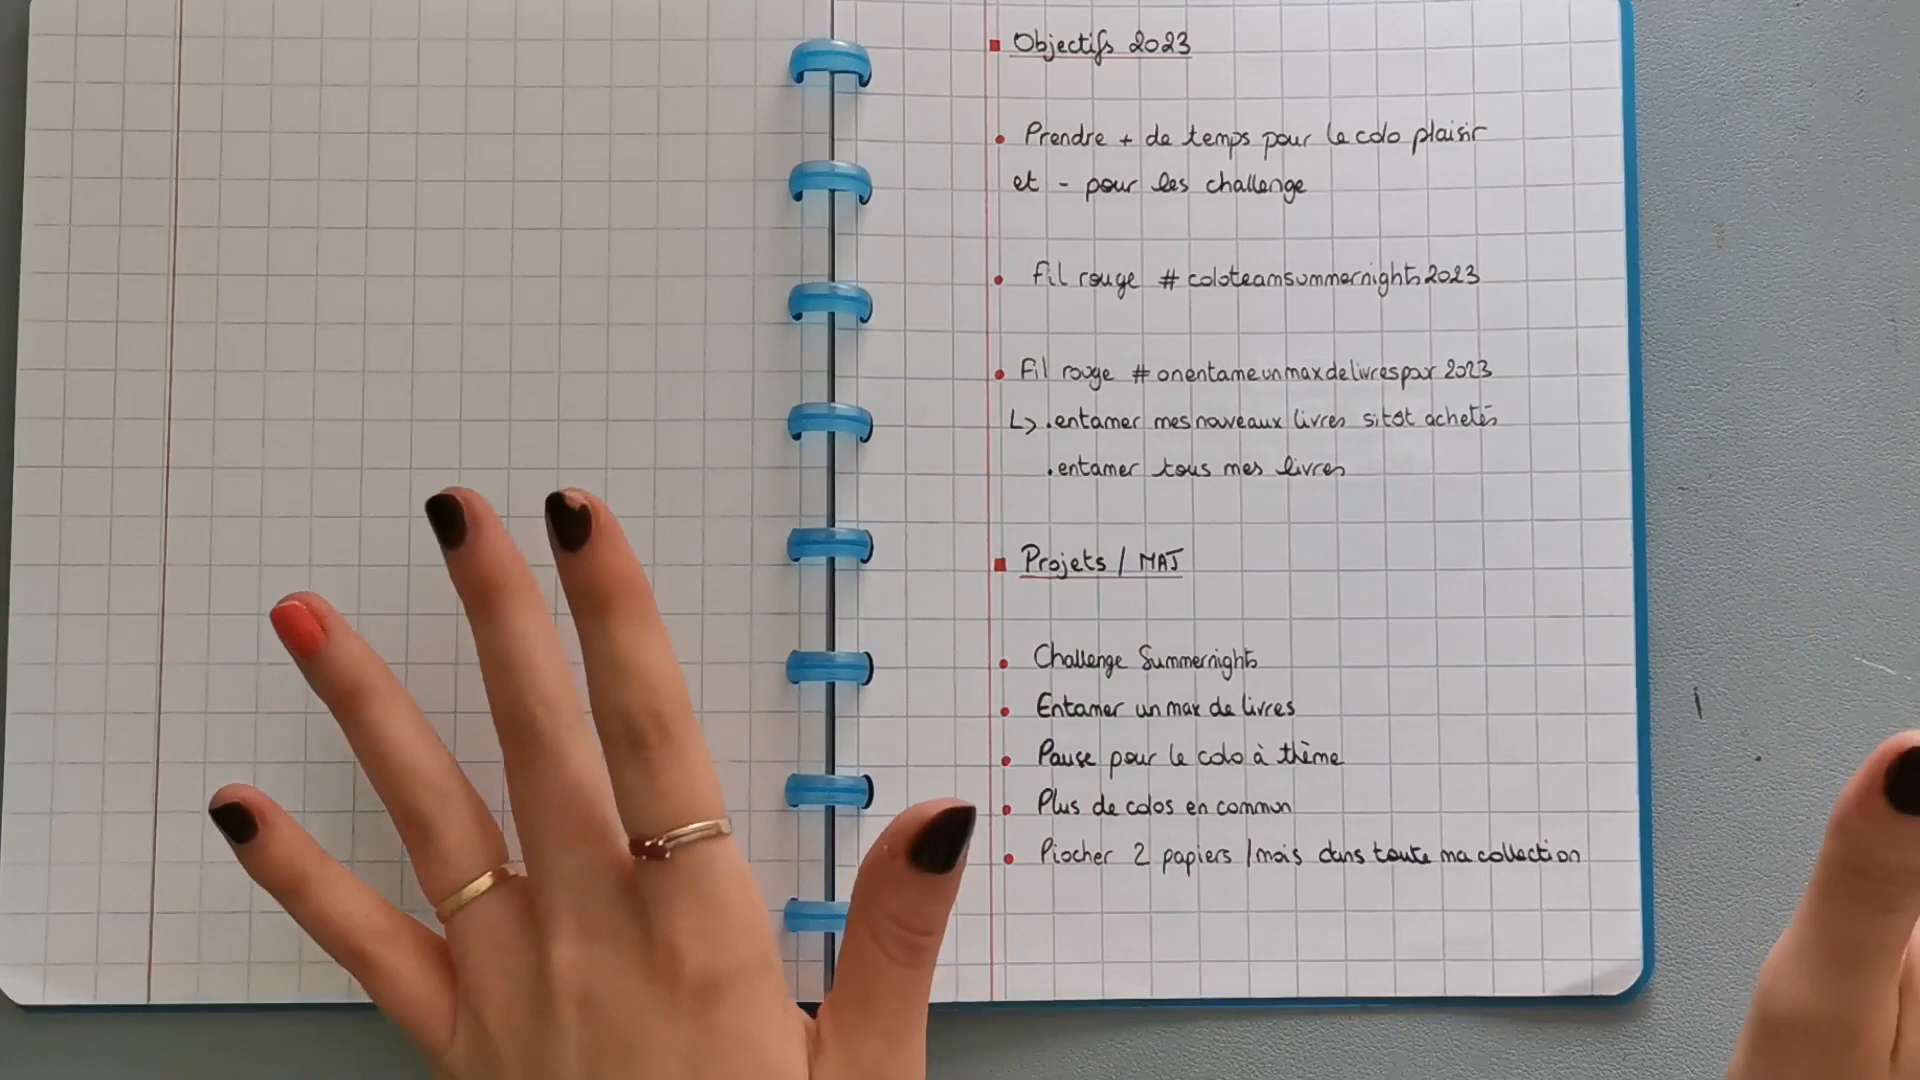 Objectifs 2023
Prendre + de temps pour le colo plaisir
et - pour les challenge
Fil rouge #coloteamsummernights2023
Fil rouge #onentameunmaxdelivrespour2023
↳ .entamer mes nouveaux livres sitôt achetés
.entamer tous mes livres
Projets / MAJ
Challenge Summernights
Entamer un max de livres
Pause pour le colo à thème
Plus de colos en commun
Piocher 2 papiers / mois dans toute ma collection